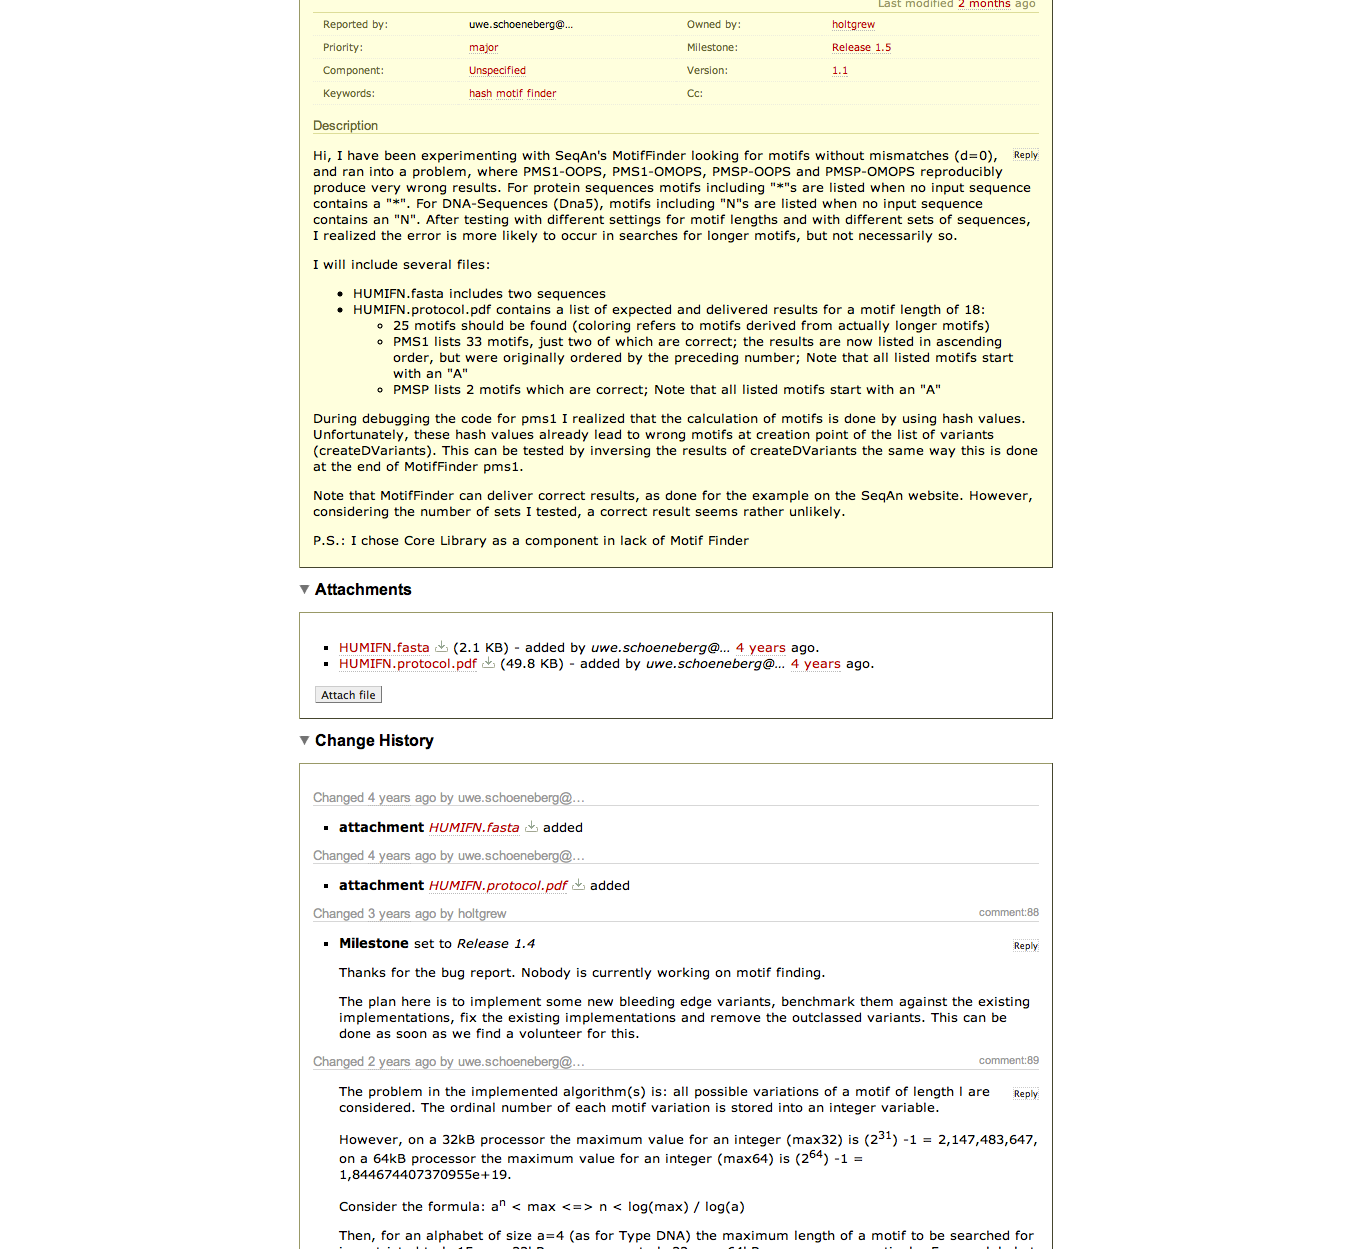 Last modified 2 months ago
Reported by: uwe.schoeneberg@... Owned by: holtgrew
Priority: major Milestone: Release 1.5
Component: Unspecified Version: 1.1
Keywords: hash motif finder Cc:
Description
Reply
Hi, I have been experimenting with SeqAn's MotifFinder looking for motifs without mismatches (d=0),
and ran into a problem, where PMS1-OOPS, PMS1-OMOPS, PMSP-OOPS and PMSP-OMOPS reproducibly
produce very wrong results. For protein sequences motifs including "*"s are listed when no input sequence
contains a "*". For DNA-Sequences (Dna5), motifs including "N"s are listed when no input sequence
contains an "N". After testing with different settings for motif lengths and with different sets of sequences,
I realized the error is more likely to occur in searches for longer motifs, but not necessarily so.
I will include several files:
• HUMIFN.fasta includes two sequences
• HUMIFN.protocol.pdf contains a list of expected and delivered results for a motif length of 18:
◦ 25 motifs should be found (coloring refers to motifs derived from actually longer motifs)
◦ PMS1 lists 33 motifs, just two of which are correct; the results are now listed in ascending
order, but were originally ordered by the preceding number; Note that all listed motifs start
with an "A"
◦ PMSP lists 2 motifs which are correct; Note that all listed motifs start with an "A"
During debugging the code for pms1 I realized that the calculation of motifs is done by using hash values.
Unfortunately, these hash values already lead to wrong motifs at creation point of the list of variants
(createDVariants). This can be tested by inversing the results of createDVariants the same way this is done
at the end of MotifFinder pms1.
Note that MotifFinder can deliver correct results, as done for the example on the SeqAn website. However,
considering the number of sets I tested, a correct result seems rather unlikely.
P.S.: I chose Core Library as a component in lack of Motif Finder
▼ Attachments
▪ HUMIFN.fasta (2.1 KB) - added by uwe.schoeneberg@... 4 years ago.
▪ HUMIFN.protocol.pdf (49.8 KB) - added by uwe.schoeneberg@... 4 years ago.
Attach file
▼ Change History
Changed 4 years ago by uwe.schoeneberg@...
▪ attachment HUMIFN.fasta added
Changed 4 years ago by uwe.schoeneberg@...
▪ attachment HUMIFN.protocol.pdf added
Changed 3 years ago by holtgrew comment:88
▪ Milestone set to Release 1.4
Reply
Thanks for the bug report. Nobody is currently working on motif finding.
The plan here is to implement some new bleeding edge variants, benchmark them against the existing
implementations, fix the existing implementations and remove the outclassed variants. This can be
done as soon as we find a volunteer for this.
Changed 2 years ago by uwe.schoeneberg@... comment:89
Reply
The problem in the implemented algorithm(s) is: all possible variations of a motif of length l are
considered. The ordinal number of each motif variation is stored into an integer variable.
However, on a 32kB processor the maximum value for an integer (max32) is (2^31) -1 = 2,147,483,647,
on a 64kB processor the maximum value for an integer (max64) is (2^64) -1 =
1,844674407370955e+19.
Consider the formula: a^n < max <=> n < log(max) / log(a)
Then, for an alphabet of size a=4 (as for Type DNA) the maximum length of a motif to be searched for